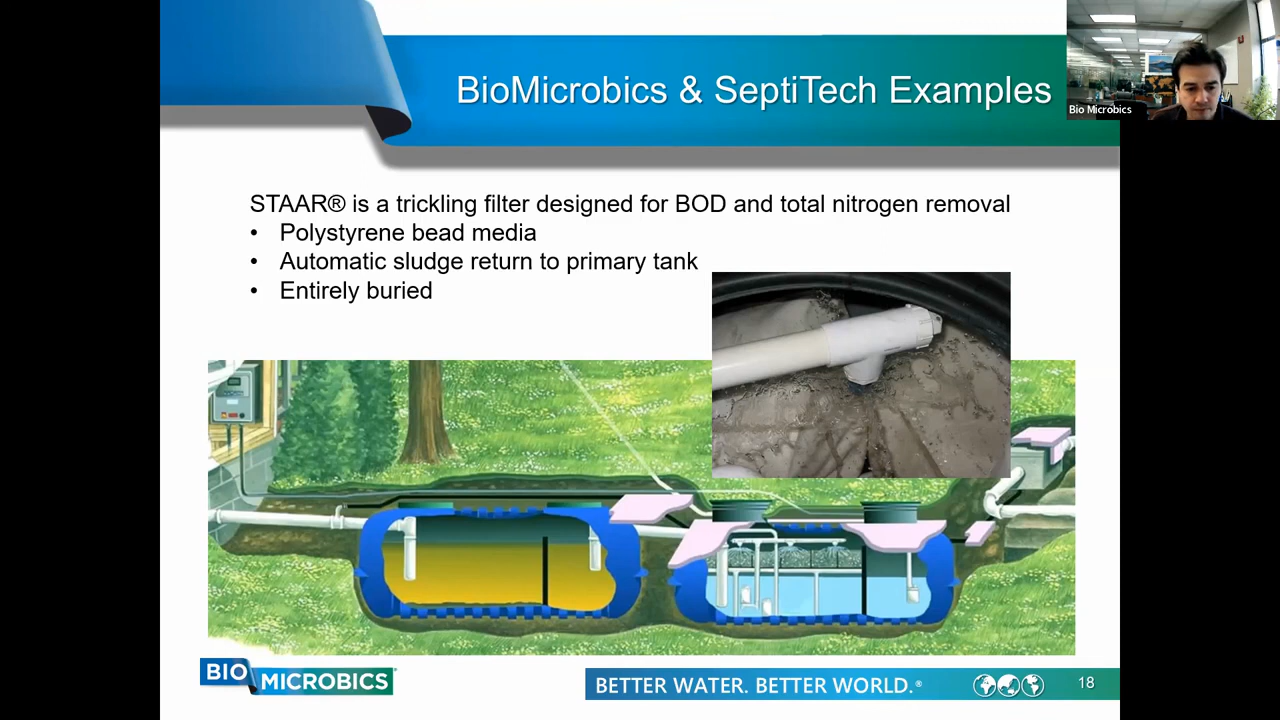 BioMicrobics & SeptiTech Examples
Bio Microbics
STAAR® is a trickling filter designed for BOD and total nitrogen removal
• Polystyrene bead media
• Automatic sludge return to primary tank
• Entirely buried
BIO MICROBICS®
BETTER WATER. BETTER WORLD.®
18